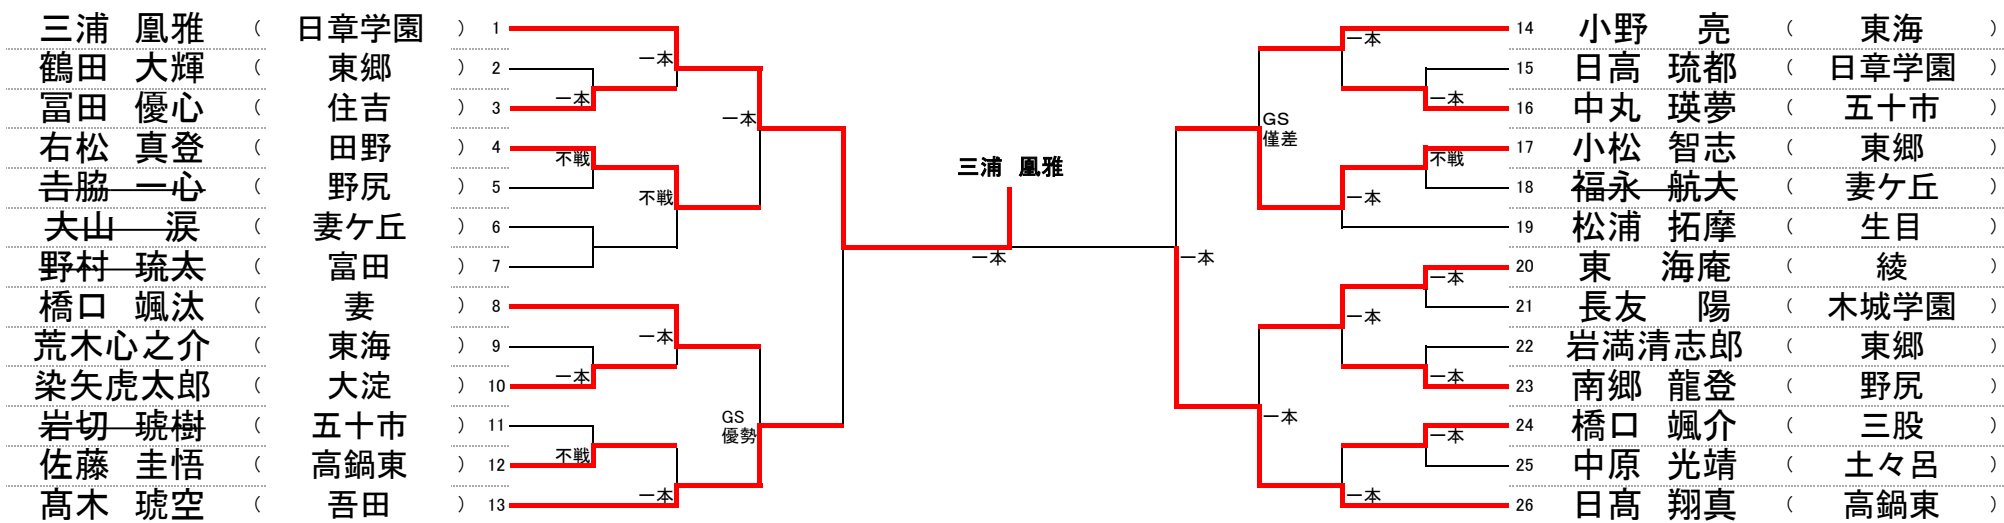 三浦 凰雅 （ 日章学園 ） 1
鶴田 大輝 （ 東郷 ） 2
冨田 優心 （ 住吉 ） 3
右松 真登 （ 田野 ） 4
吉脇 一心 （ 野尻 ） 5
大山 涙 （ 妻ケ丘 ） 6
野村 琉太 （ 富田 ） 7
橋口 颯汰 （ 妻 ） 8
荒木心之介 （ 東海 ） 9
染矢虎太郎 （ 大淀 ） 10
岩切 琥樹 （ 五十市 ） 11
佐藤 圭悟 （ 高鍋東 ） 12
髙木 琥空 （ 吾田 ） 13
一本
一本
一本
不戦
不戦
一本
一本
GS
優勢
不戦
一本
三浦 凰雅
一本
一本
一本
GS
僅差
不戦
一本
一本
一本
一本
一本
一本
一本
一本
14 小野 亮 （ 東海 ）
15 日高 琉都 （ 日章学園 ）
16 中丸 瑛夢 （ 五十市 ）
17 小松 智志 （ 東郷 ）
18 福永 航大 （ 妻ケ丘 ）
19 松浦 拓摩 （ 生目 ）
20 東 海庵 （ 綾 ）
21 長友 陽 （ 木城学園 ）
22 岩満清志郎 （ 東郷 ）
23 南郷 龍登 （ 野尻 ）
24 橋口 颯介 （ 三股 ）
25 中原 光靖 （ 土々呂 ）
26 日髙 翔真 （ 高鍋東 ）